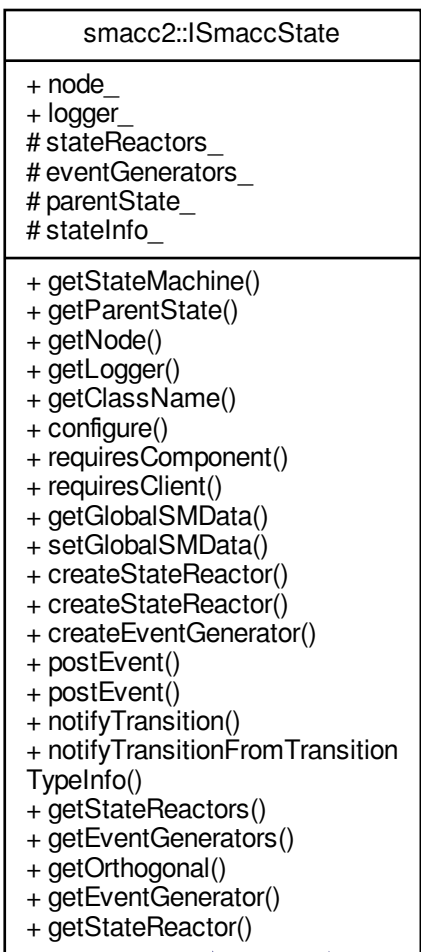 smacc2::ISmaccState
+ node_
+ logger_
# stateReactors_
# eventGenerators_
# parentState_
# stateInfo_
+ getStateMachine()
+ getParentState()
+ getNode()
+ getLogger()
+ getClassName()
+ configure()
+ requiresComponent()
+ requiresClient()
+ getGlobalSMData()
+ setGlobalSMData()
+ createStateReactor()
+ createStateReactor()
+ createEventGenerator()
+ postEvent()
+ postEvent()
+ notifyTransition()
+ notifyTransitionFromTransition
TypeInfo()
+ getStateReactors()
+ getEventGenerators()
+ getOrthogonal()
+ getEventGenerator()
+ getStateReactor()